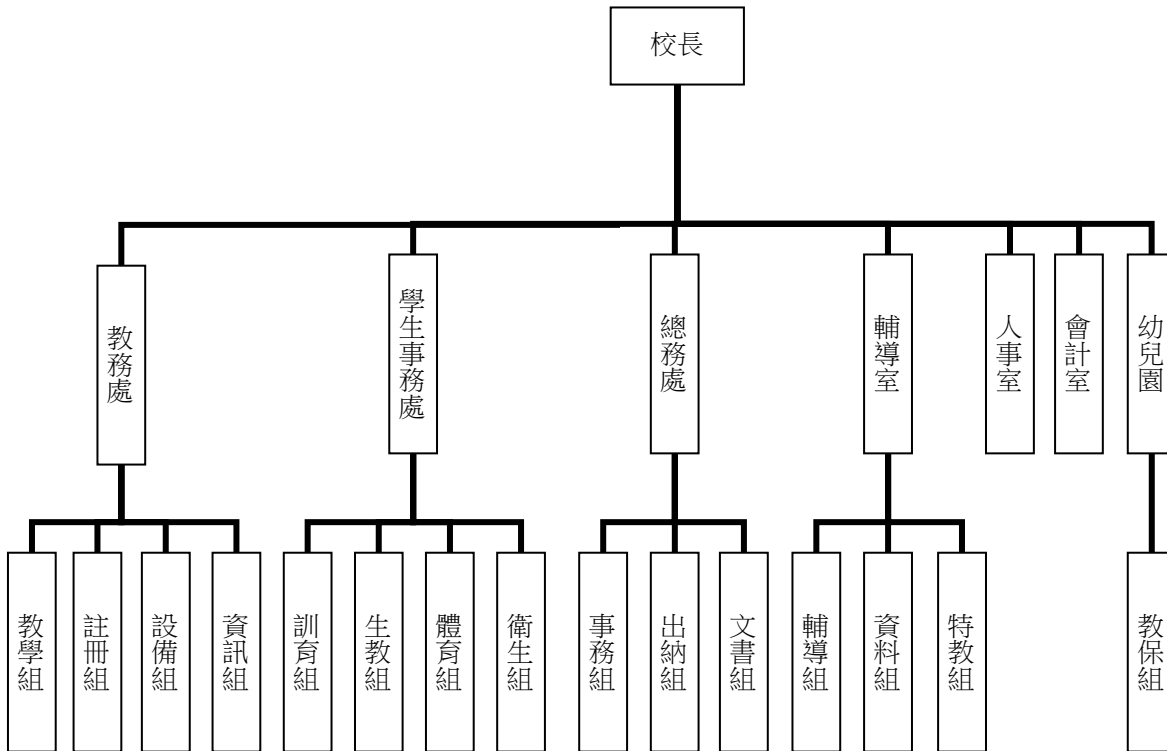 校長
教務處
學生事務處
總務處
輔導室
人事室
會計室
幼兒園
教學組
註冊組
設備組
資訊組
訓育組
生教組
體育組
衛生組
事務組
出納組
文書組
輔導組
資料組
特教組
教保組